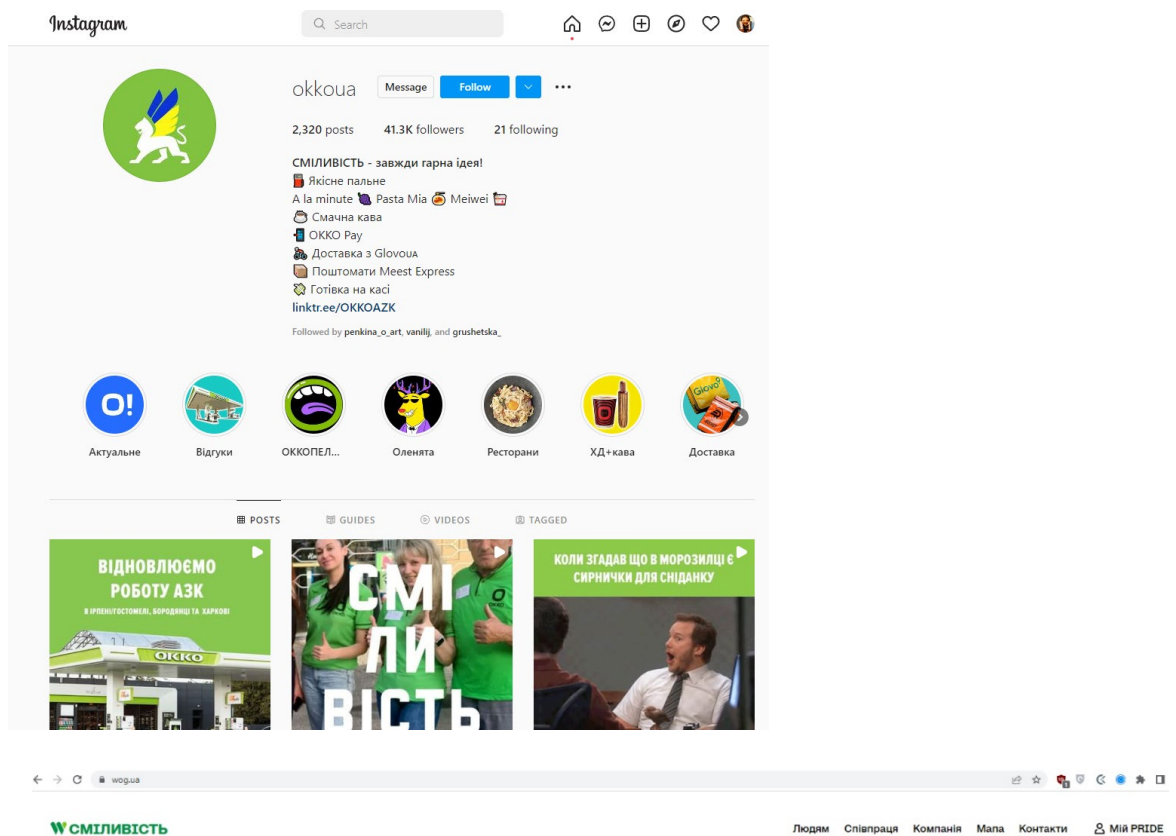 Instagram
Search
okkoua Message Follow
2,320 posts 41.3K followers 21 following
СМІЛИВІСТЬ - завжди гарна ідея!
Якісне пальне
A la minute Pasta Mia Meiwei
Смачна кава
OKKO Pay
Доставка з GlovoUA
Поштомати Meest Express
Готівка на касі
linktr.ee/OKKOAZK
Followed by penkina_o_art, vanilij, and grushetska_
O! Glovo
Актуальне Відгуки ОККОПЕЛ... Оленята Ресторани ХД+кава Доставка
POSTS GUIDES VIDEOS TAGGED
ВІДНОВЛЮЄМО
РОБОТУ АЗК
В ІРПЕНІ/ГОСТОМЕЛІ, БОРОДЯНЦІ ТА ХАРКОВІ
OKKO
СМІ
ЛИ
ВІСТЬ
КОЛИ ЗГАДАВ ЩО В МОРОЗИЛЦІ Є
СИРНИЧКИ ДЛЯ СНІДАНКУ
wog.ua
СМІЛИВІСТЬ Людям Співпраця Компанія Мапа Контакти Мій PRIDE